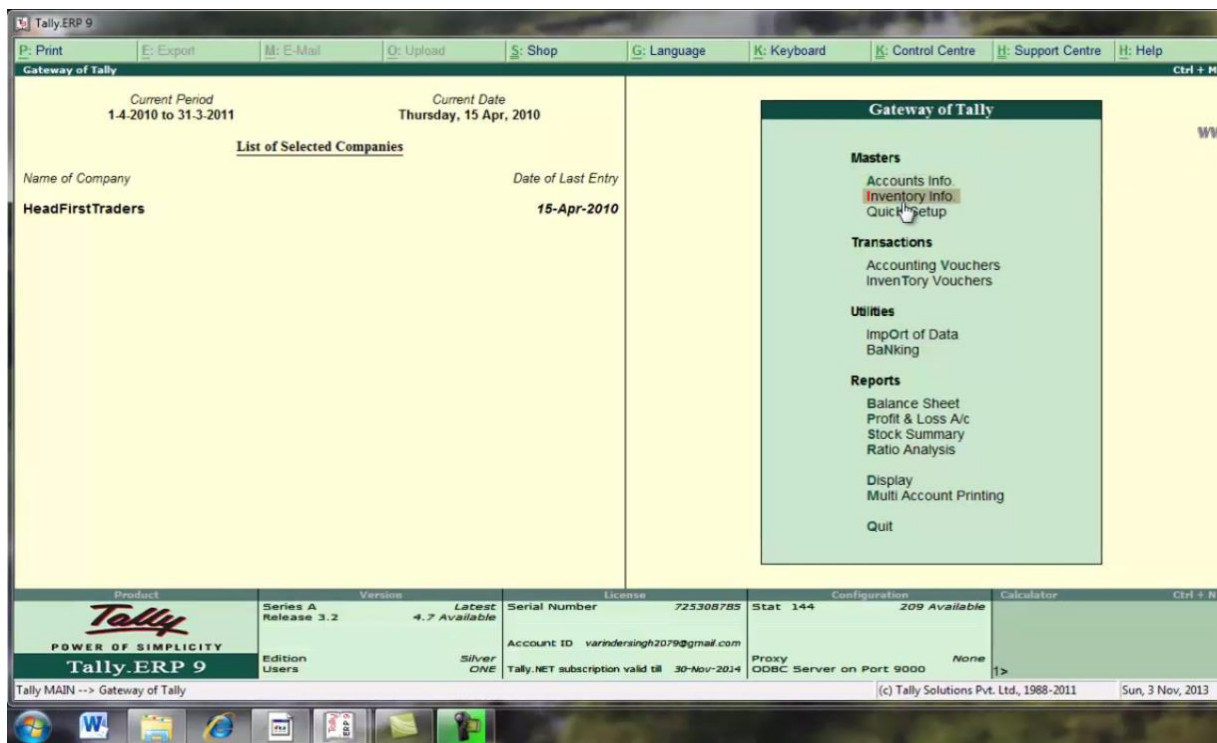 Tally.ERP 9
P: Print E: Export M: E-Mail O: Upload S: Shop G: Language K: Keyboard K: Control Centre H: Support Centre H: Help
Gateway of Tally Ctrl + M
Current Period Current Date
1-4-2010 to 31-3-2011 Thursday, 15 Apr, 2010
List of Selected Companies
Name of Company Date of Last Entry
HeadFirstTraders 15-Apr-2010
Gateway of Tally
Masters
Accounts Info.
Inventory Info.
Quick Setup
Transactions
Accounting Vouchers
InvenTory Vouchers
Utilities
ImpOrt of Data
BaNking
Reports
Balance Sheet
Profit & Loss A/c
Stock Summary
Ratio Analysis
Display
Multi Account Printing
Quit
Product Version License Configuration Calculator Ctrl + N
Tally
POWER OF SIMPLICITY
Tally.ERP 9
Series A Latest
Release 3.2 4.7 Available
Edition Silver
Users ONE
Serial Number 725308785
Account ID varindersingh2079@gmail.com
Tally.NET subscription valid till 30-Nov-2014
Stat 144 209 Available
Proxy None
ODBC Server on Port 9000
1>
Tally MAIN --> Gateway of Tally (c) Tally Solutions Pvt. Ltd., 1988-2011 Sun, 3 Nov, 2013